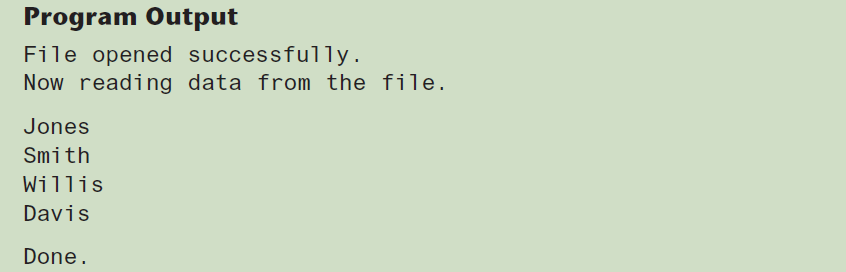 Program Output
File opened successfully.
Now reading data from the file.
Jones
Smith
Willis
Davis
Done.